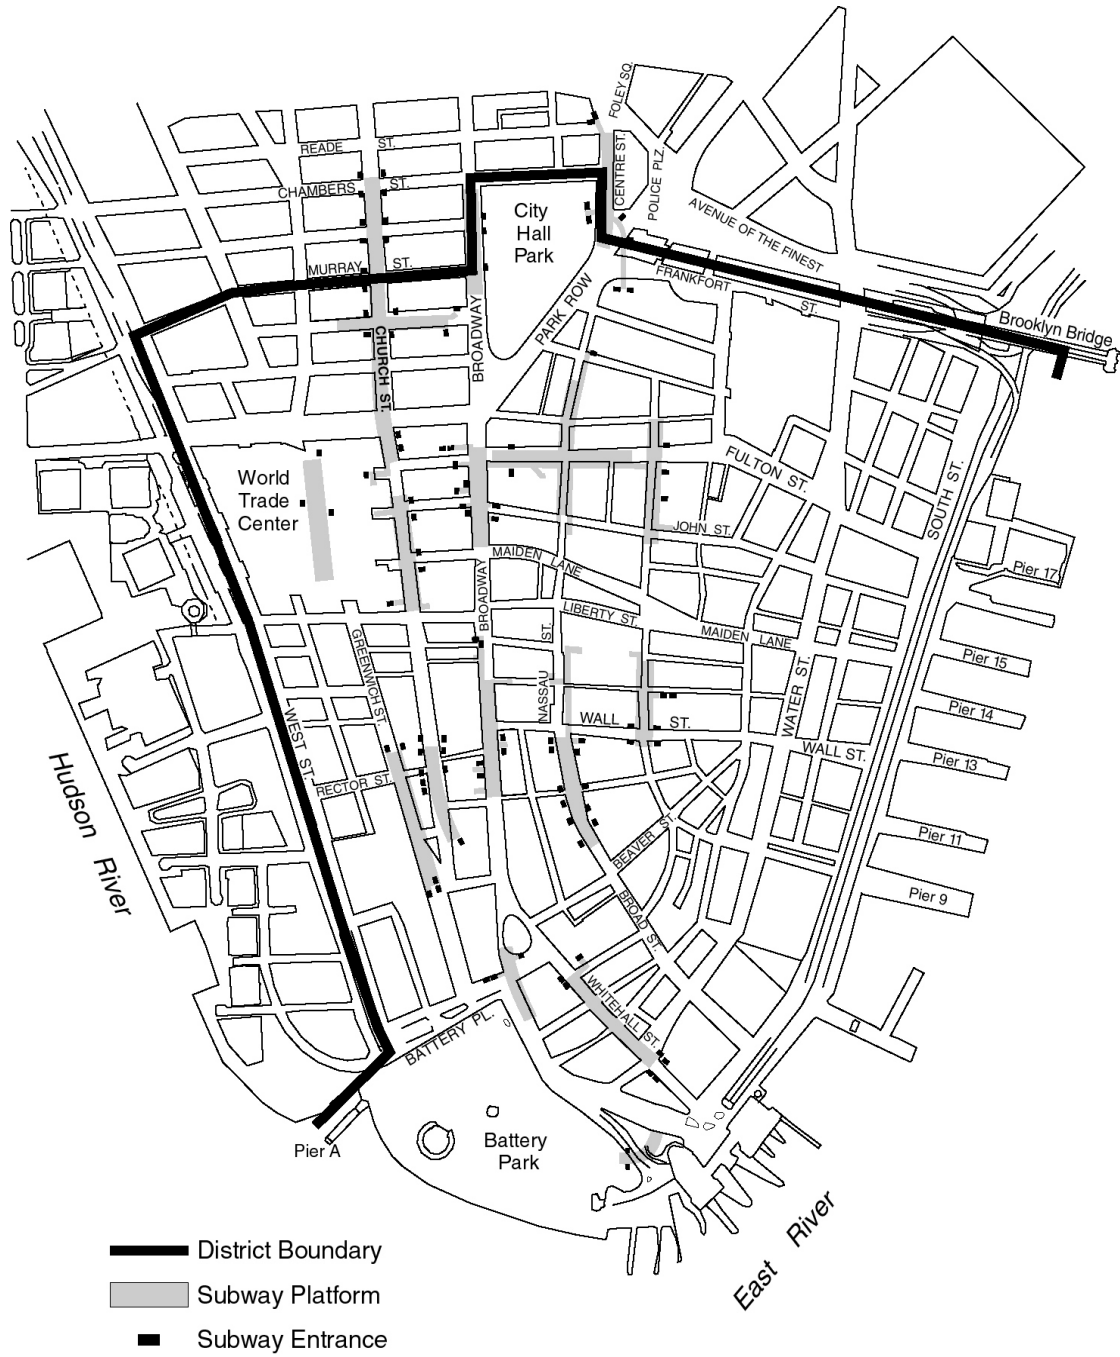 FOLEY SQ.
READE ST.
CENTRE ST.
POLICE PLZ.
CHAMBERS ST.
AVENUE OF THE FINEST
City
Hall
Park
MURRAY ST.
FRANKFORT ST.
PARK ROW
BROADWAY
CHURCH ST.
Brooklyn Bridge
World
Trade
Center
FULTON ST.
SOUTH ST.
JOHN ST.
MAIDEN LANE
Pier 17
BROADWAY
LIBERTY ST.
MAIDEN LANE
GREENWICH ST.
NASSAU ST.
Pier 15
WATER ST.
Pier 14
WEST ST.
WALL ST.
WALL ST.
Pier 13
RECTOR ST.
Hudson River
BEAVER ST.
Pier 11
Pier 9
BROAD ST.
WHITEHALL ST.
BATTERY PL.
Pier A
Battery
Park
East River
District Boundary
Subway Platform
Subway Entrance